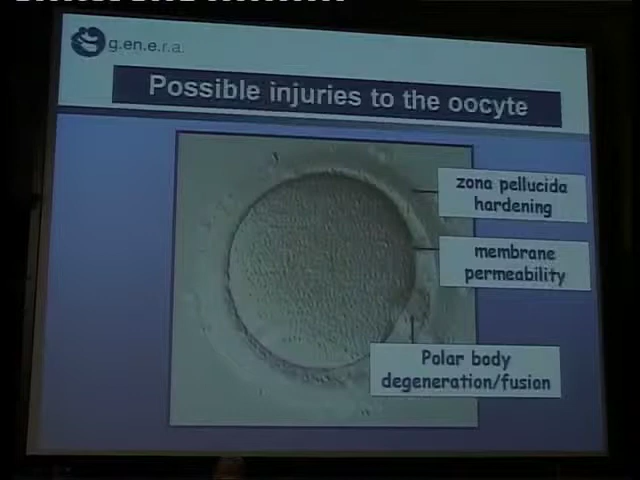 g.en.e.r.a.
Possible injuries to the oocyte
zona pellucida
hardening
membrane
permeability
Polar body
degeneration/fusion